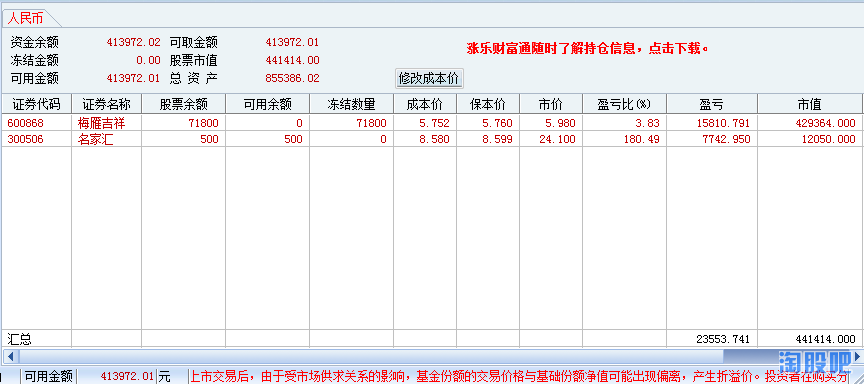 人民币
资金余额 413972.02 可取金额 413972.01
涨乐财富通随时了解持仓信息，点击下载。
冻结金额 0.00 股票市值 441414.00
可用金额 413972.01 总 资 产 855386.02 修改成本价
证券代码 证券名称 股票余额 可用余额 冻结数量 成本价 保本价 市价 盈亏比(%) 盈亏 市值
600868 梅雁吉祥 71800 0 71800 5.752 5.760 5.980 3.83 15810.791 429364.000
300506 名家汇 500 500 0 8.580 8.599 24.100 180.49 7742.950 12050.000
汇总 23553.741 441414.000
淘股吧
可用金额 413972.01 元 上市交易后，由于受市场供求关系的影响，基金份额的交易价格与基础份额净值可能出现偏离，产生折溢价。投资者在购买分